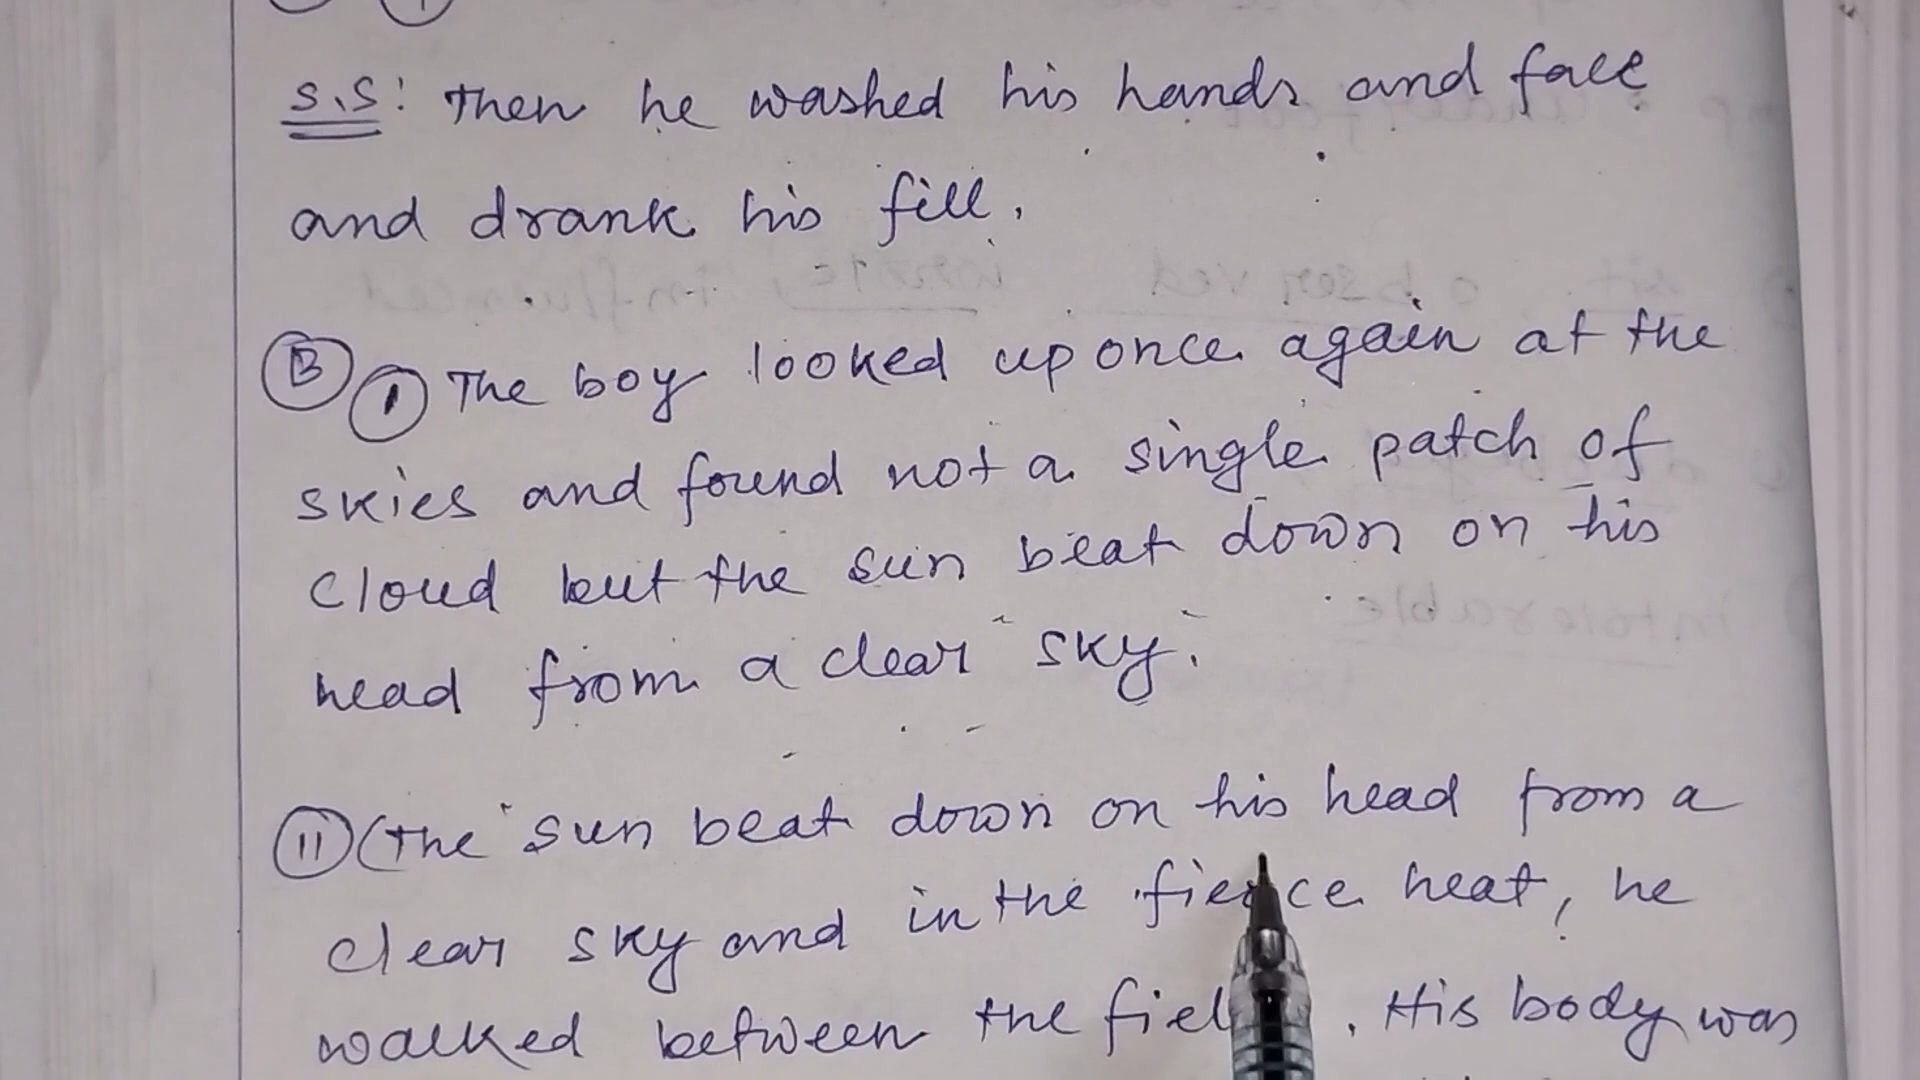 S.S: Then he washed his hands and face
and drank his fill.
B I The boy looked up once again at the
skies and found not a single patch of
cloud but the sun beat down on his
head from a clear sky.
II (The sun beat down on his head from a
clear sky and in the fierce heat, he
walked between the . His body was